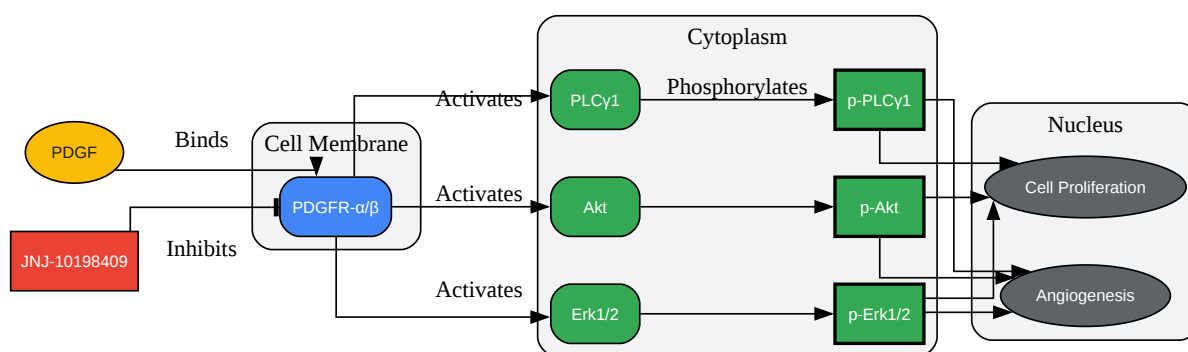 Cytoplasm
Activates
PLCγ1
Phosphorylates
p-PLCγ1
Nucleus
PDGF
Binds
Cell Membrane
PDGFR-α/β
Activates
Akt
p-Akt
Cell Proliferation
JNJ-10198409
Inhibits
Activates
Erk1/2
p-Erk1/2
Angiogenesis